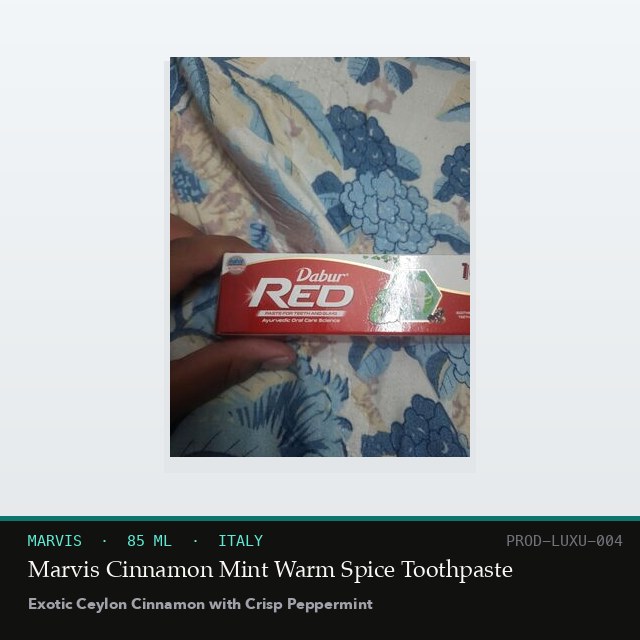 Dabur
RED
PASTE FOR TEETH AND GUMS
Ayurvedic Oral Care Science
MARVIS · 85 ML · ITALY
PROD–LUXU–004
Marvis Cinnamon Mint Warm Spice Toothpaste
Exotic Ceylon Cinnamon with Crisp Peppermint